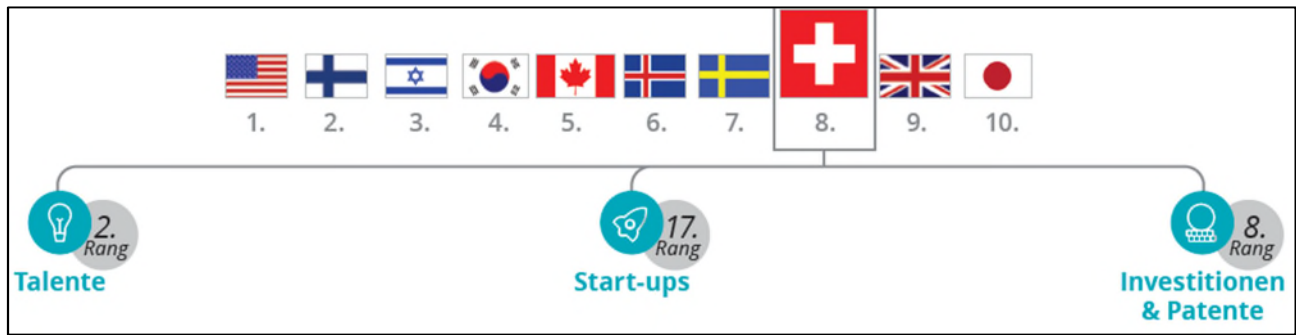 1. 2. 3. 4. 5. 6. 7. 8. 9. 10.
2.
Rang
Talente
17.
Rang
Start-ups
8.
Rang
Investitionen
& Patente